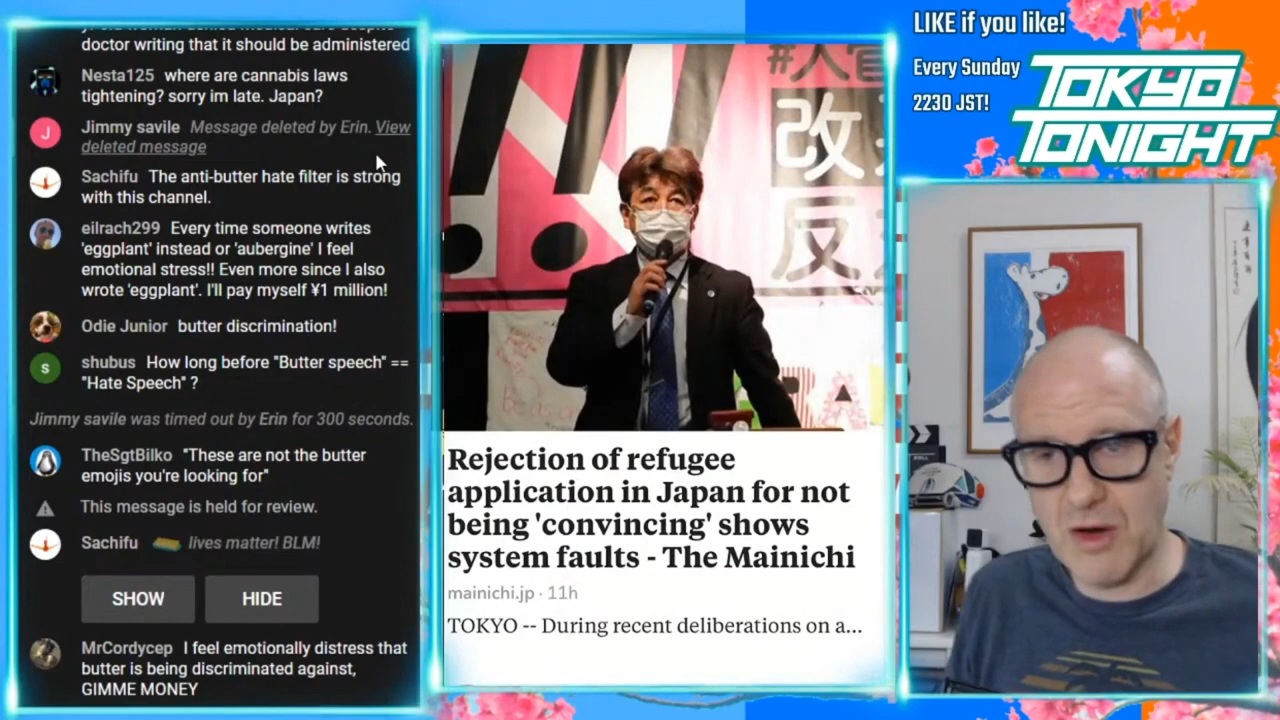 doctor writing that it should be administered
Nesta125 where are cannabis laws
tightening? sorry im late. Japan?
J
Jimmy savile Message deleted by Erin. View
deleted message
Sachifu The anti-butter hate filter is strong
with this channel.
eilrach299 Every time someone writes
'eggplant' instead or 'aubergine' I feel
emotional stress!! Even more since I also
wrote 'eggplant'. I'll pay myself ¥1 million!
Odie Junior butter discrimination!
s
shubus How long before "Butter speech" ==
"Hate Speech" ?
Jimmy savile was timed out by Erin for 300 seconds.
TheSgtBilko "These are not the butter
emojis you're looking for"
This message is held for review.
Sachifu lives matter! BLM!
SHOW HIDE
MrCordycep I feel emotionally distress that
butter is being discriminated against,
GIMME MONEY
#入管
改
反
Rejection of refugee
application in Japan for not
being 'convincing' shows
system faults - The Mainichi
mainichi.jp · 11h
TOKYO -- During recent deliberations on a...
LIKE if you like!
Every Sunday
2230 JST!
TOKYO
TONIGHT